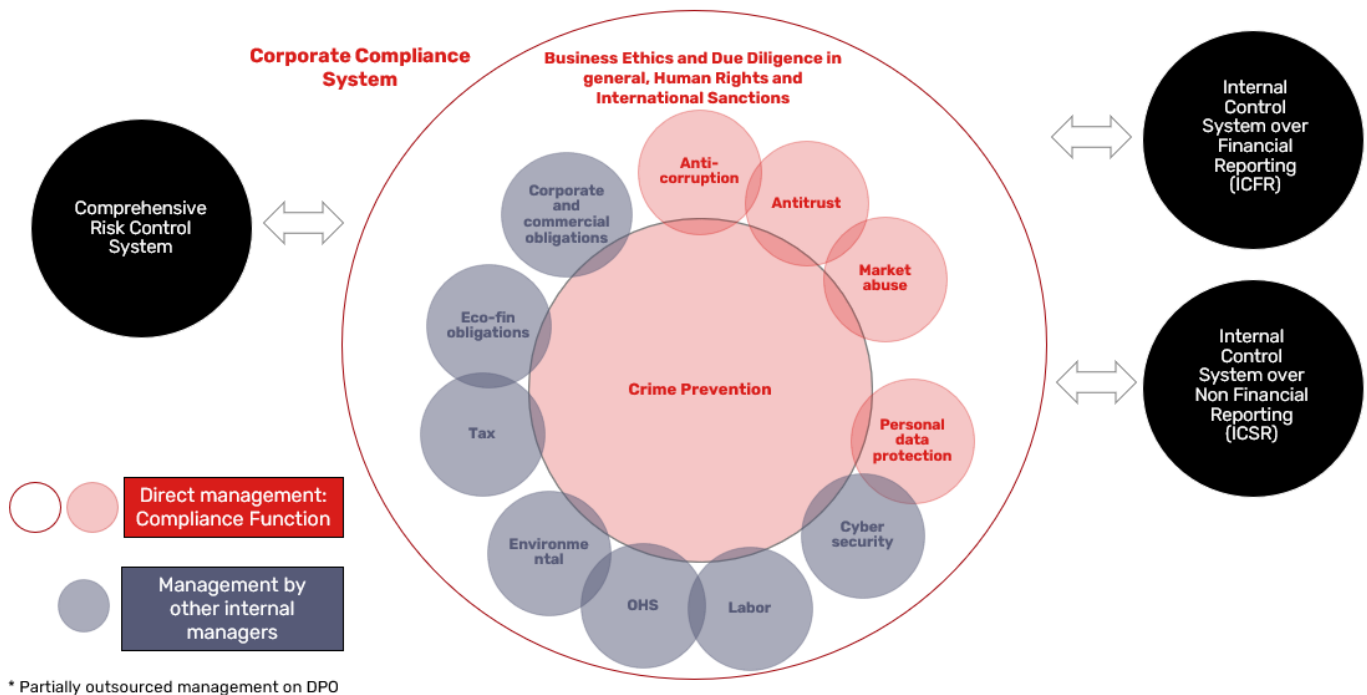 Corporate Compliance
System
Business Ethics and Due Diligence in
general, Human Rights and
International Sanctions
Internal
Control
System over
Financial
Reporting
(ICFR)
Comprehensive
Risk Control
System
Anti-
corruption
Antitrust
Market
abuse
Corporate
and
commercial
obligations
Eco-fin
obligations
Crime Prevention
Tax
Personal
data
protection
Internal
Control
System over
Non Financial
Reporting
(ICSR)
Cyber
security
Environme
ntal
OHS
Labor
Direct management:
Compliance Function
Management by
other internal
managers
* Partially outsourced management on DPO